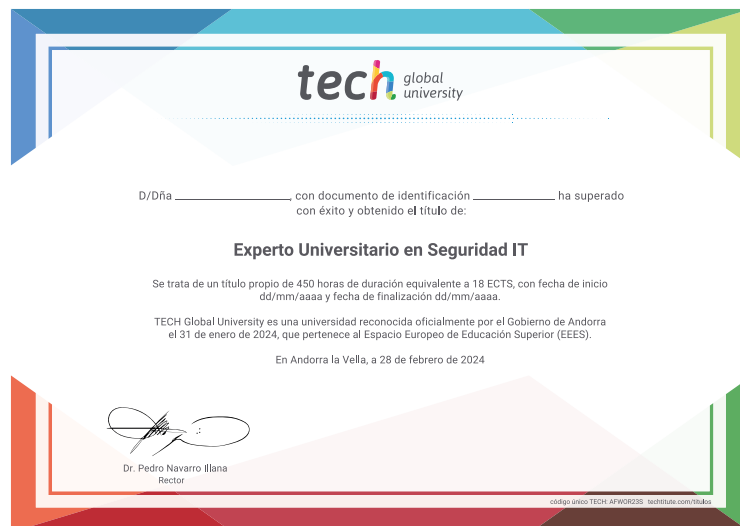 tech global university
D/Dña ____________________, con documento de identificación ______________ ha superado
con éxito y obtenido el título de:
Experto Universitario en Seguridad IT
Se trata de un título propio de 450 horas de duración equivalente a 18 ECTS, con fecha de inicio
dd/mm/aaaa y fecha de finalización dd/mm/aaaa.
TECH Global University es una universidad reconocida oficialmente por el Gobierno de Andorra
el 31 de enero de 2024, que pertenece al Espacio Europeo de Educación Superior (EEES).
En Andorra la Vella, a 28 de febrero de 2024
Dr. Pedro Navarro Illana
Rector
código único TECH: AFWOR23S techtitute.com/titulos